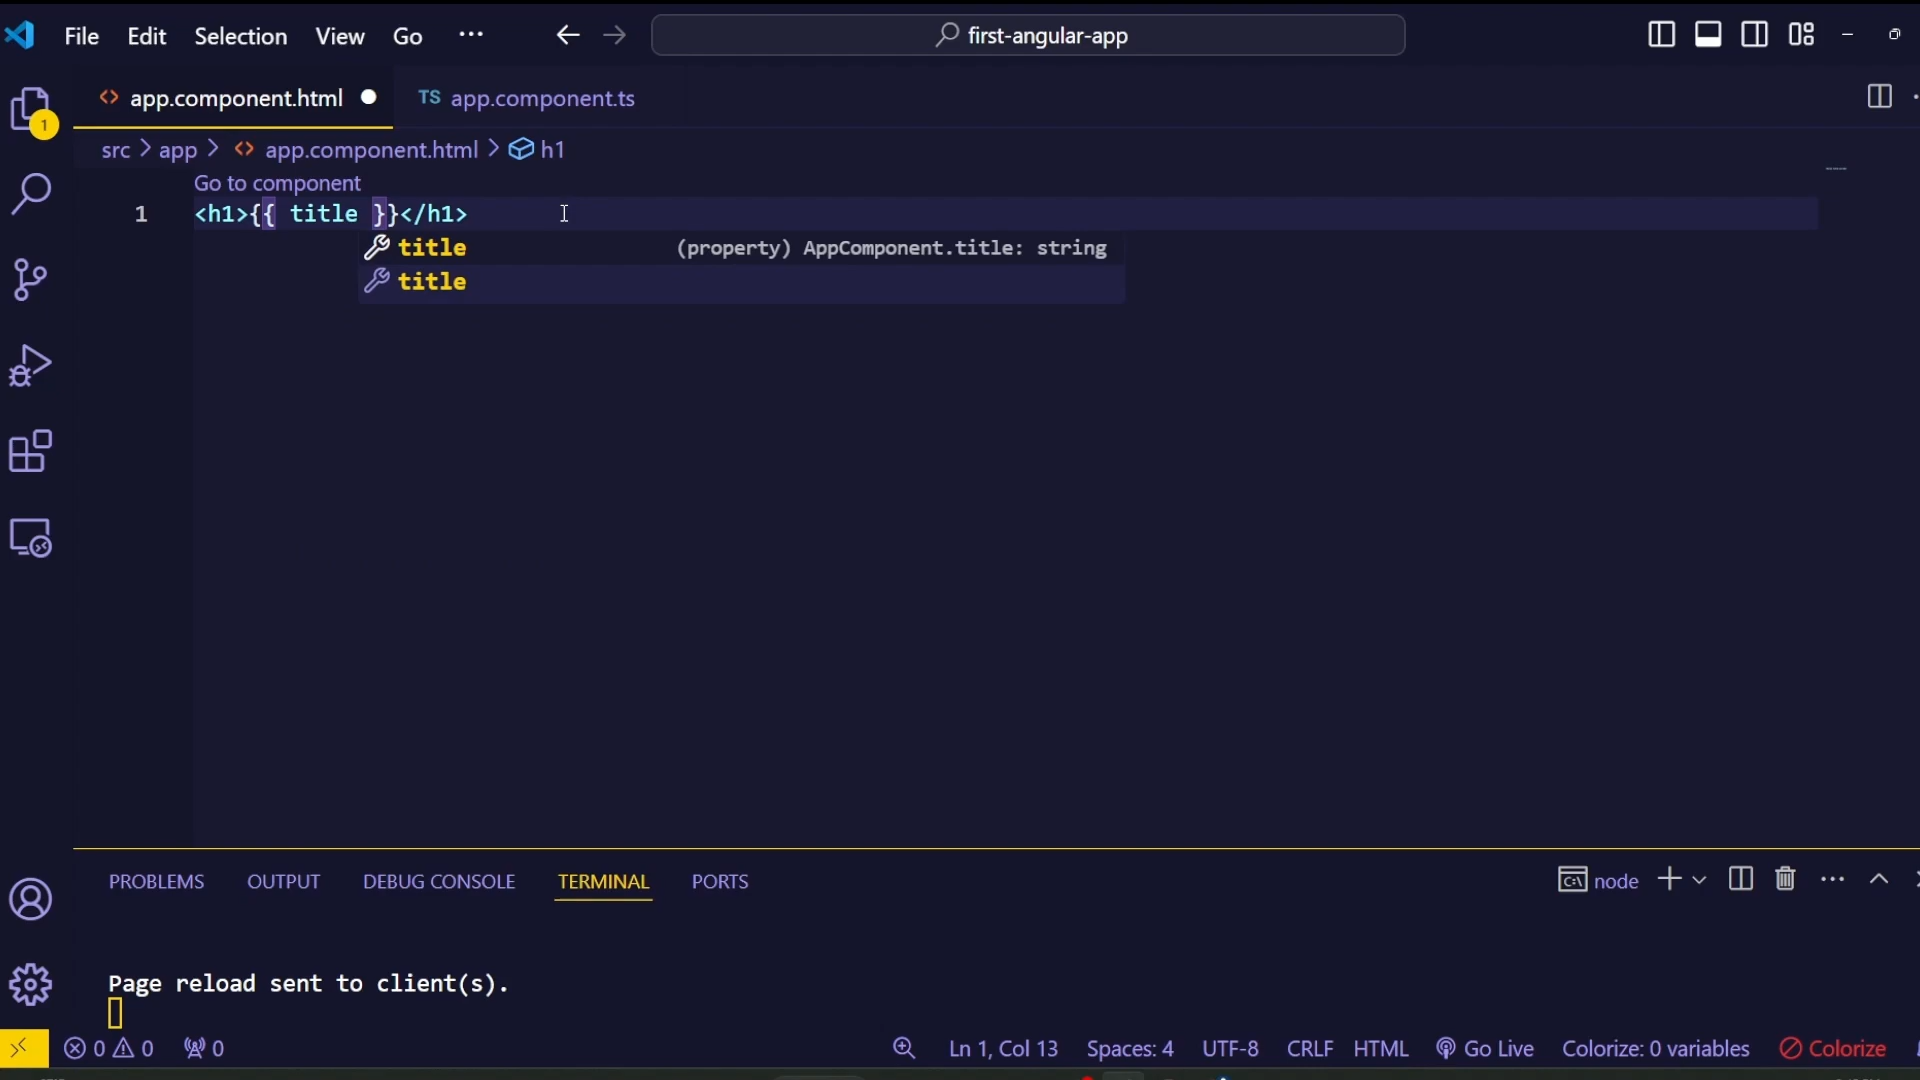 File Edit Selection View Go ··· first-angular-app
app.component.html TS app.component.ts
1
src > app > app.component.html > h1
Go to component
1 <h1>{{ title }}</h1>
title (property) AppComponent.title: string
title
PROBLEMS OUTPUT DEBUG CONSOLE TERMINAL PORTS node
Page reload sent to client(s).
0 0 0 Ln 1, Col 13 Spaces: 4 UTF-8 CRLF HTML Go Live Colorize: 0 variables Colorize